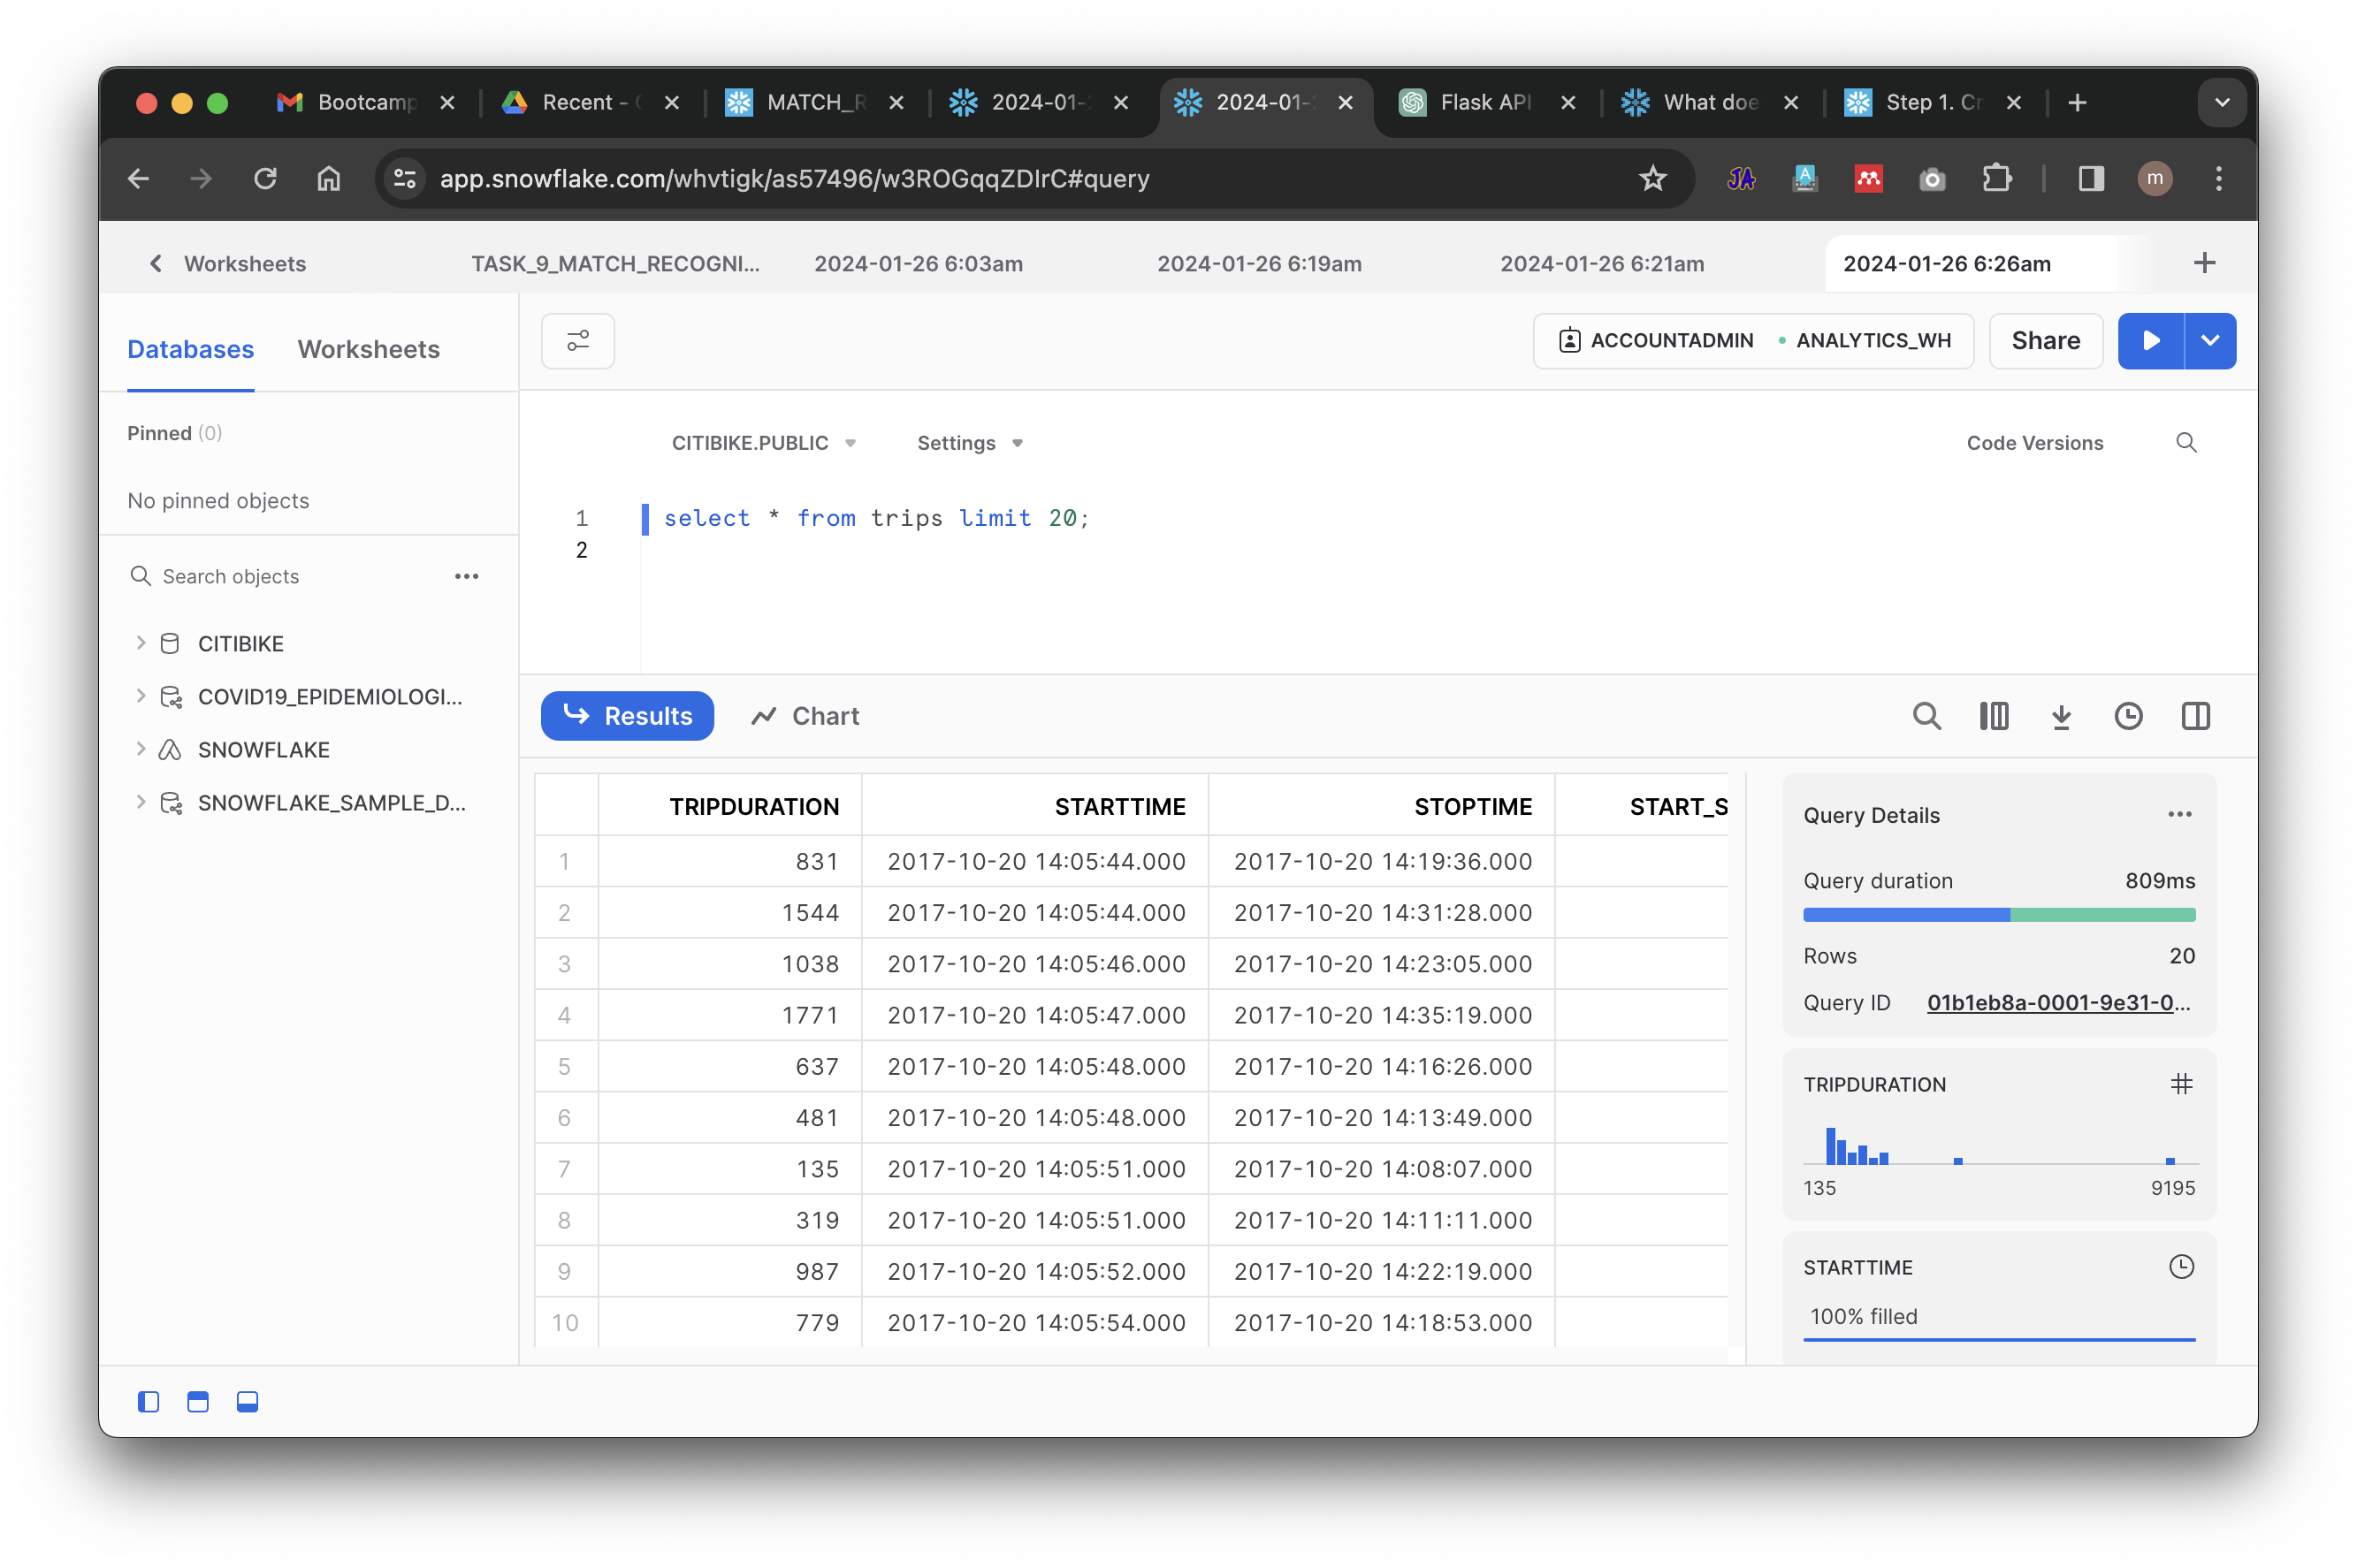 Bootcamp Recent - MATCH_R 2024-01- 2024-01- Flask API What doe Step 1. Cr
app.snowflake.com/whvtigk/as57496/w3ROGqqZDIrC#query
JA A m
Worksheets TASK_9_MATCH_RECOGNI... 2024-01-26 6:03am 2024-01-26 6:19am 2024-01-26 6:21am 2024-01-26 6:26am
Databases Worksheets
ACCOUNTADMIN ANALYTICS_WH Share
Pinned (0)
No pinned objects
Search objects
CITIBIKE
COVID19_EPIDEMIOLOGI...
SNOWFLAKE
SNOWFLAKE_SAMPLE_D...
CITIBIKE.PUBLIC Settings Code Versions
1 select * from trips limit 20;
2
Results Chart
TRIPDURATION STARTTIME STOPTIME START_S
1 831 2017-10-20 14:05:44.000 2017-10-20 14:19:36.000
2 1544 2017-10-20 14:05:44.000 2017-10-20 14:31:28.000
3 1038 2017-10-20 14:05:46.000 2017-10-20 14:23:05.000
4 1771 2017-10-20 14:05:47.000 2017-10-20 14:35:19.000
5 637 2017-10-20 14:05:48.000 2017-10-20 14:16:26.000
6 481 2017-10-20 14:05:48.000 2017-10-20 14:13:49.000
7 135 2017-10-20 14:05:51.000 2017-10-20 14:08:07.000
8 319 2017-10-20 14:05:51.000 2017-10-20 14:11:11.000
9 987 2017-10-20 14:05:52.000 2017-10-20 14:22:19.000
10 779 2017-10-20 14:05:54.000 2017-10-20 14:18:53.000
Query Details
Query duration 809ms
Rows 20
Query ID 01b1eb8a-0001-9e31-0...
TRIPDURATION
135 9195
STARTTIME
100% filled